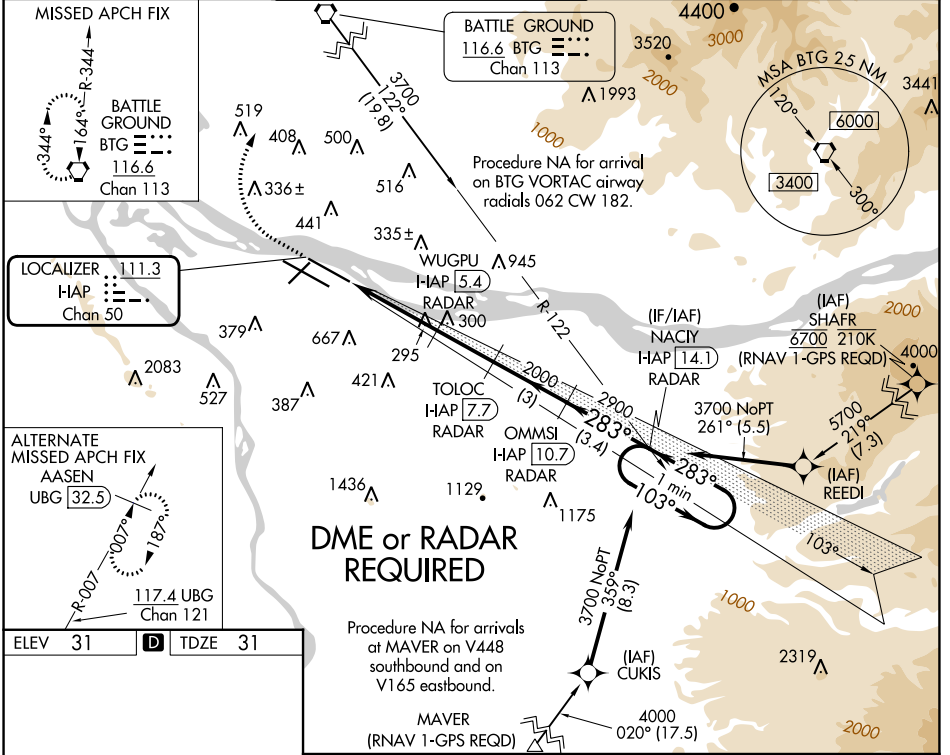 MISSED APCH FIX
R-344
344°
164°
BATTLE
GROUND
BTG
116.6
Chan 113
BATTLE GROUND
116.6 BTG
Chan 113
3700
122°
(19.8)
4400
3520
3000
2000
1000
1993
3441
MSA BTG 25 NM
120°
6000
3400
300°
519
408
500
516
336±
441
335±
945
Procedure NA for arrival
on BTG VORTAC airway
radials 062 CW 182.
LOCALIZER 111.3
I-IAP
Chan 50
WUGPU
I-IAP 5.4
RADAR
300
R-122
295
379
667
421
387
527
2083
(IF/IAF)
NACIY
I-IAP 14.1
RADAR
(IAF)
SHAFR
6700 210K
(RNAV 1-GPS REQD)
2000
4000
5700
219°
(7.3)
2000
(3)
2900
(3.4)
TOLOC
I-IAP 7.7
RADAR
OMMSI
I-IAP 10.7
RADAR
283°
3700 NoPT
261° (5.5)
(IAF)
REEDI
283°
1 min
103°
103°
ALTERNATE
MISSED APCH FIX
AASEN
UBG 32.5
007°
187°
R-007
117.4 UBG
Chan 121
1436
1129
1175
DME or RADAR
REQUIRED
3700 NoPT
359°
(8.3)
1000
Procedure NA for arrivals
at MAVER on V448
southbound and on
V165 eastbound.
(IAF)
CUKIS
2319
MAVER
(RNAV 1-GPS REQD)
4000
020° (17.5)
2000
ELEV 31 D TDZE 31